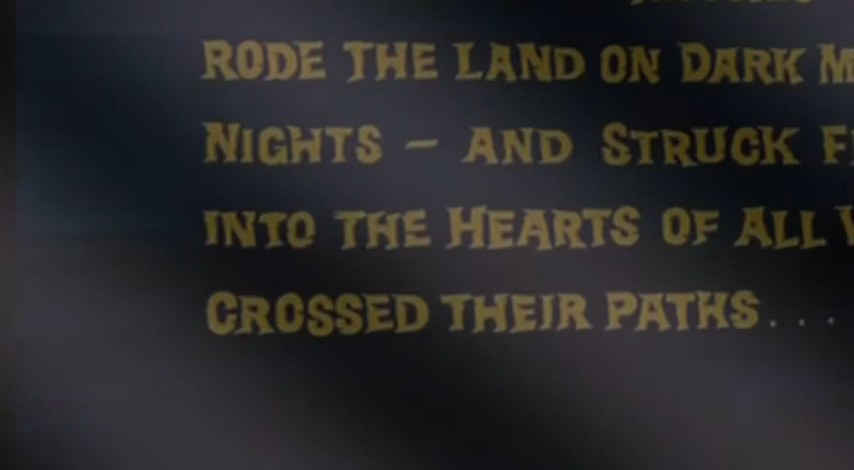 RODE THE LAND ON DARK M
NIGHTS – AND STRUCK F
INTO THE HEARTS OF ALL
CROSSED THEIR PATHS...